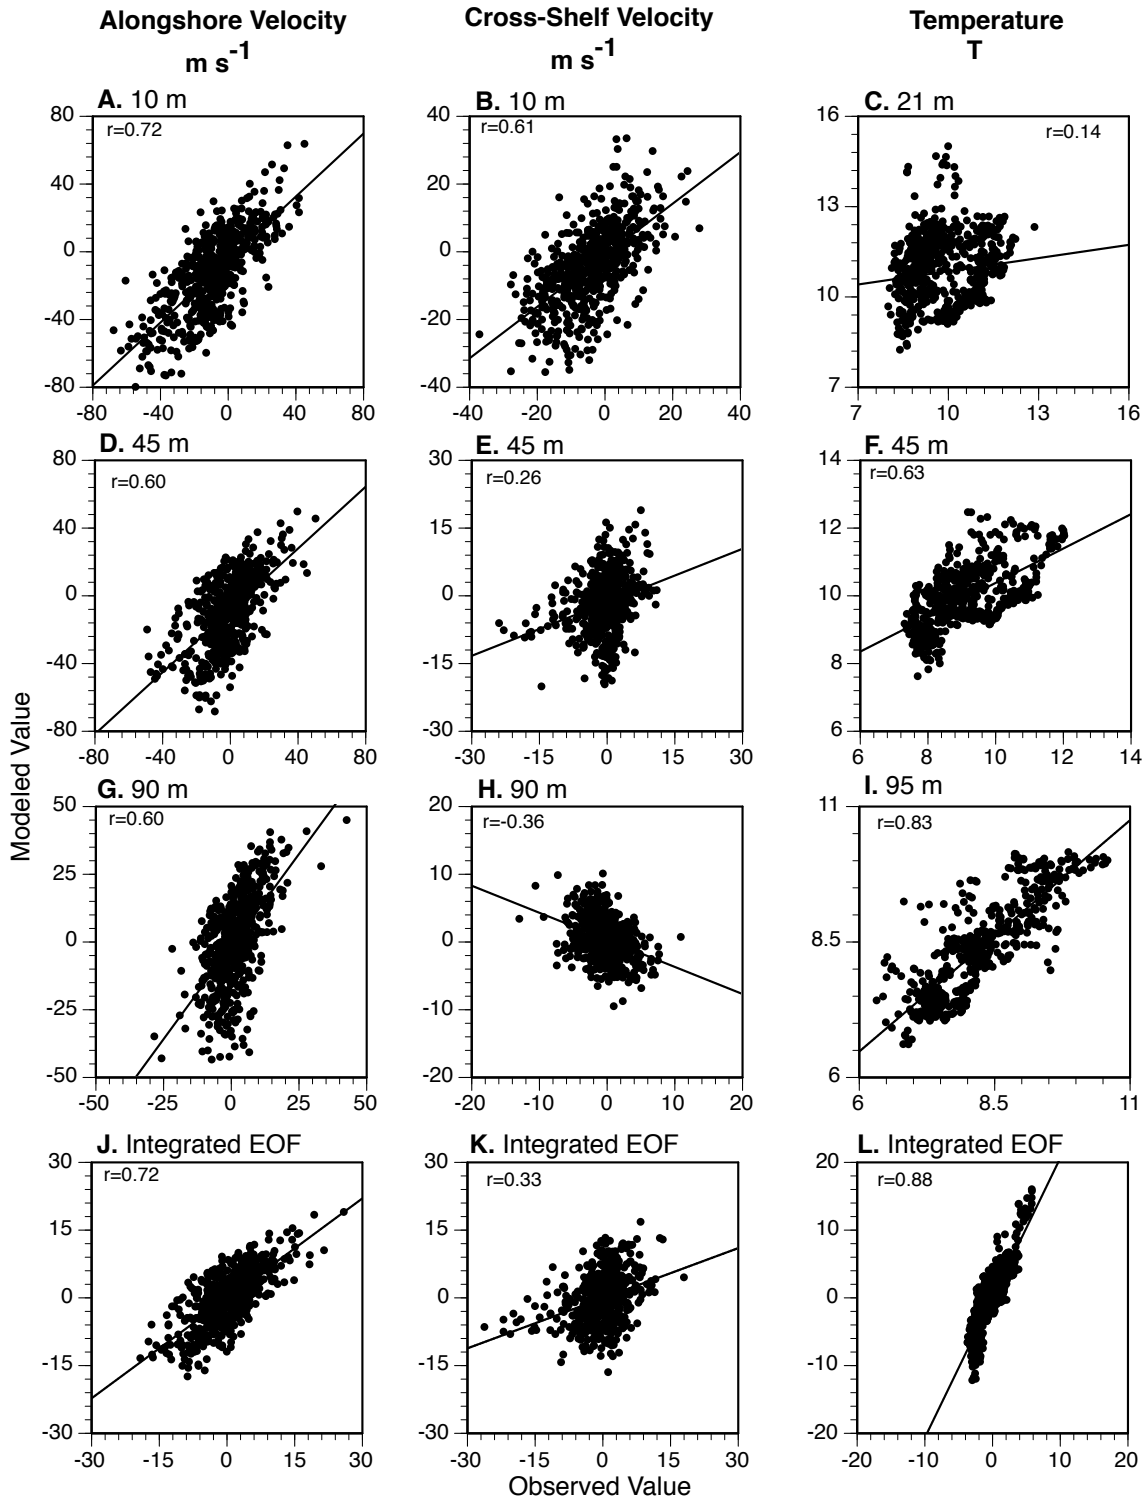 Alongshore Velocity
m s-1
Cross-Shelf Velocity
m s-1
Temperature
T
A. 10 m
r=0.72
80
40
0
-40
-80
-80 -40 0 40 80
B. 10 m
r=0.61
40
20
0
-20
-40
-40 -20 0 20 40
C. 21 m
r=0.14
16
13
10
7
7 10 13 16
D. 45 m
r=0.60
80
40
0
-40
-80
-80 -40 0 40 80
E. 45 m
r=0.26
30
15
0
-15
-30
-30 -15 0 15 30
F. 45 m
r=0.63
14
12
10
8
6
6 8 10 12 14
Modeled Value
G. 90 m
r=0.60
50
25
0
-25
-50
-50 -25 0 25 50
H. 90 m
r=-0.36
20
10
0
-10
-20
-20 -10 0 10 20
I. 95 m
r=0.83
11
8.5
6
6 8.5 11
J. Integrated EOF
r=0.72
30
15
0
-15
-30
-30 -15 0 15 30
K. Integrated EOF
r=0.33
30
15
0
-15
-30
-30 -15 0 15 30
L. Integrated EOF
r=0.88
20
10
0
-10
-20
-20 -10 0 10 20
Observed Value